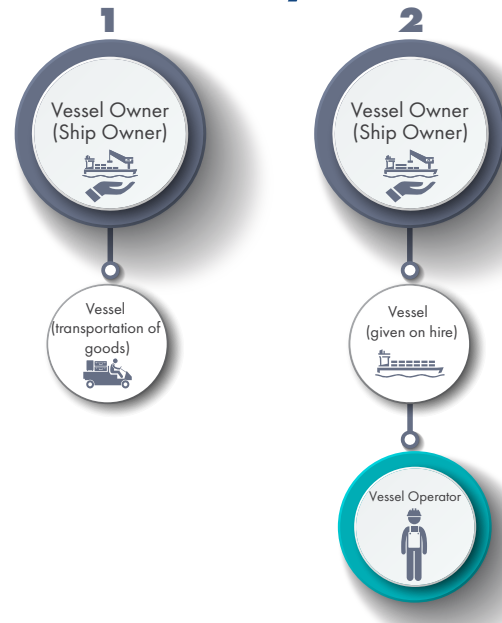 1
Vessel Owner
(Ship Owner)
Vessel
(transportation of
goods)
2
Vessel Owner
(Ship Owner)
Vessel
(given on hire)
Vessel Operator